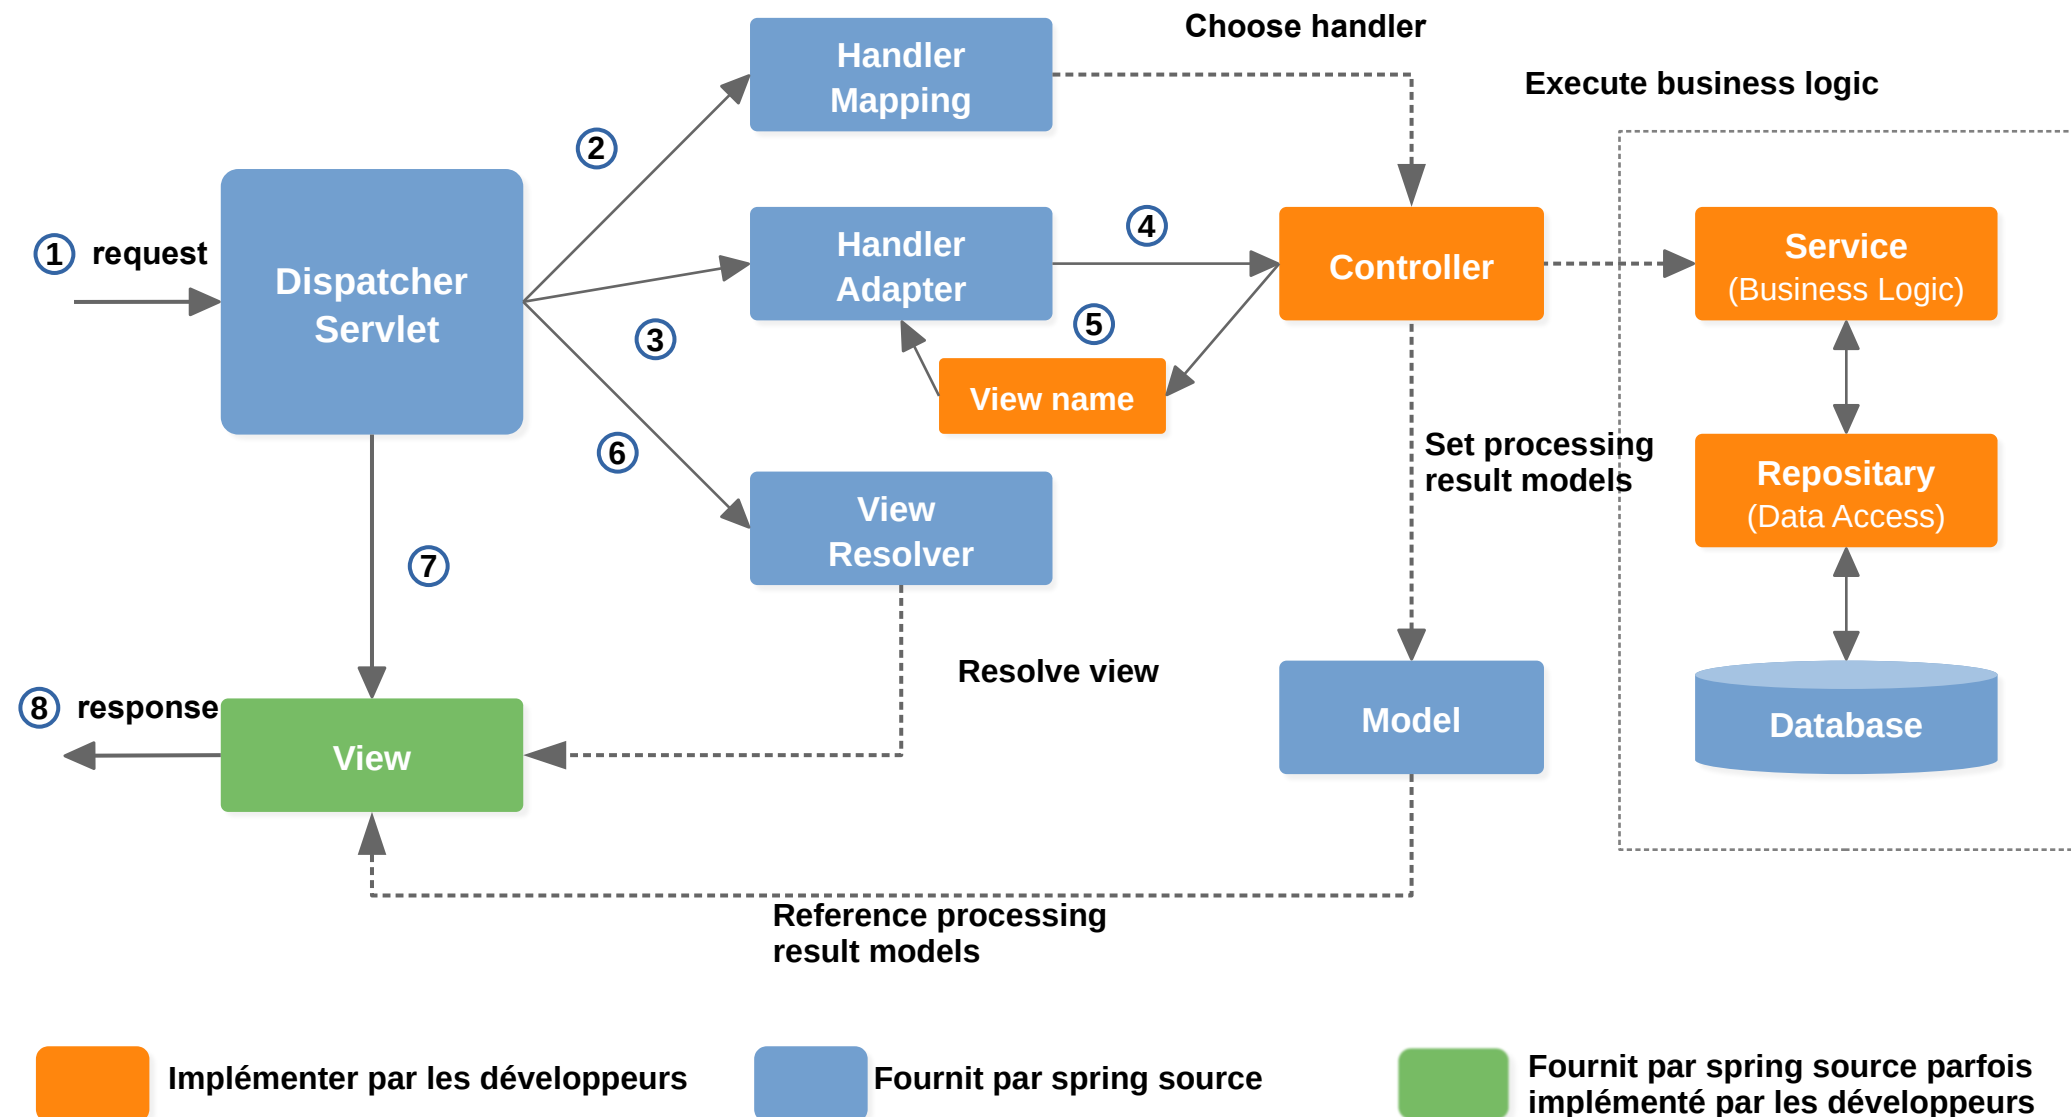 Choose handler
Handler
Mapping
Execute business logic
2
1 request
Dispatcher
Servlet
Handler
Adapter
4
Controller
Service
(Business Logic)
3
5
View name
6
Set processing
result models
Repositary
(Data Access)
View
Resolver
7
Resolve view
8 response
View
Model
Database
Reference processing
result models
Implémenter par les développeurs
Fournit par spring source
Fournit par spring source parfois
implémenté par les développeurs